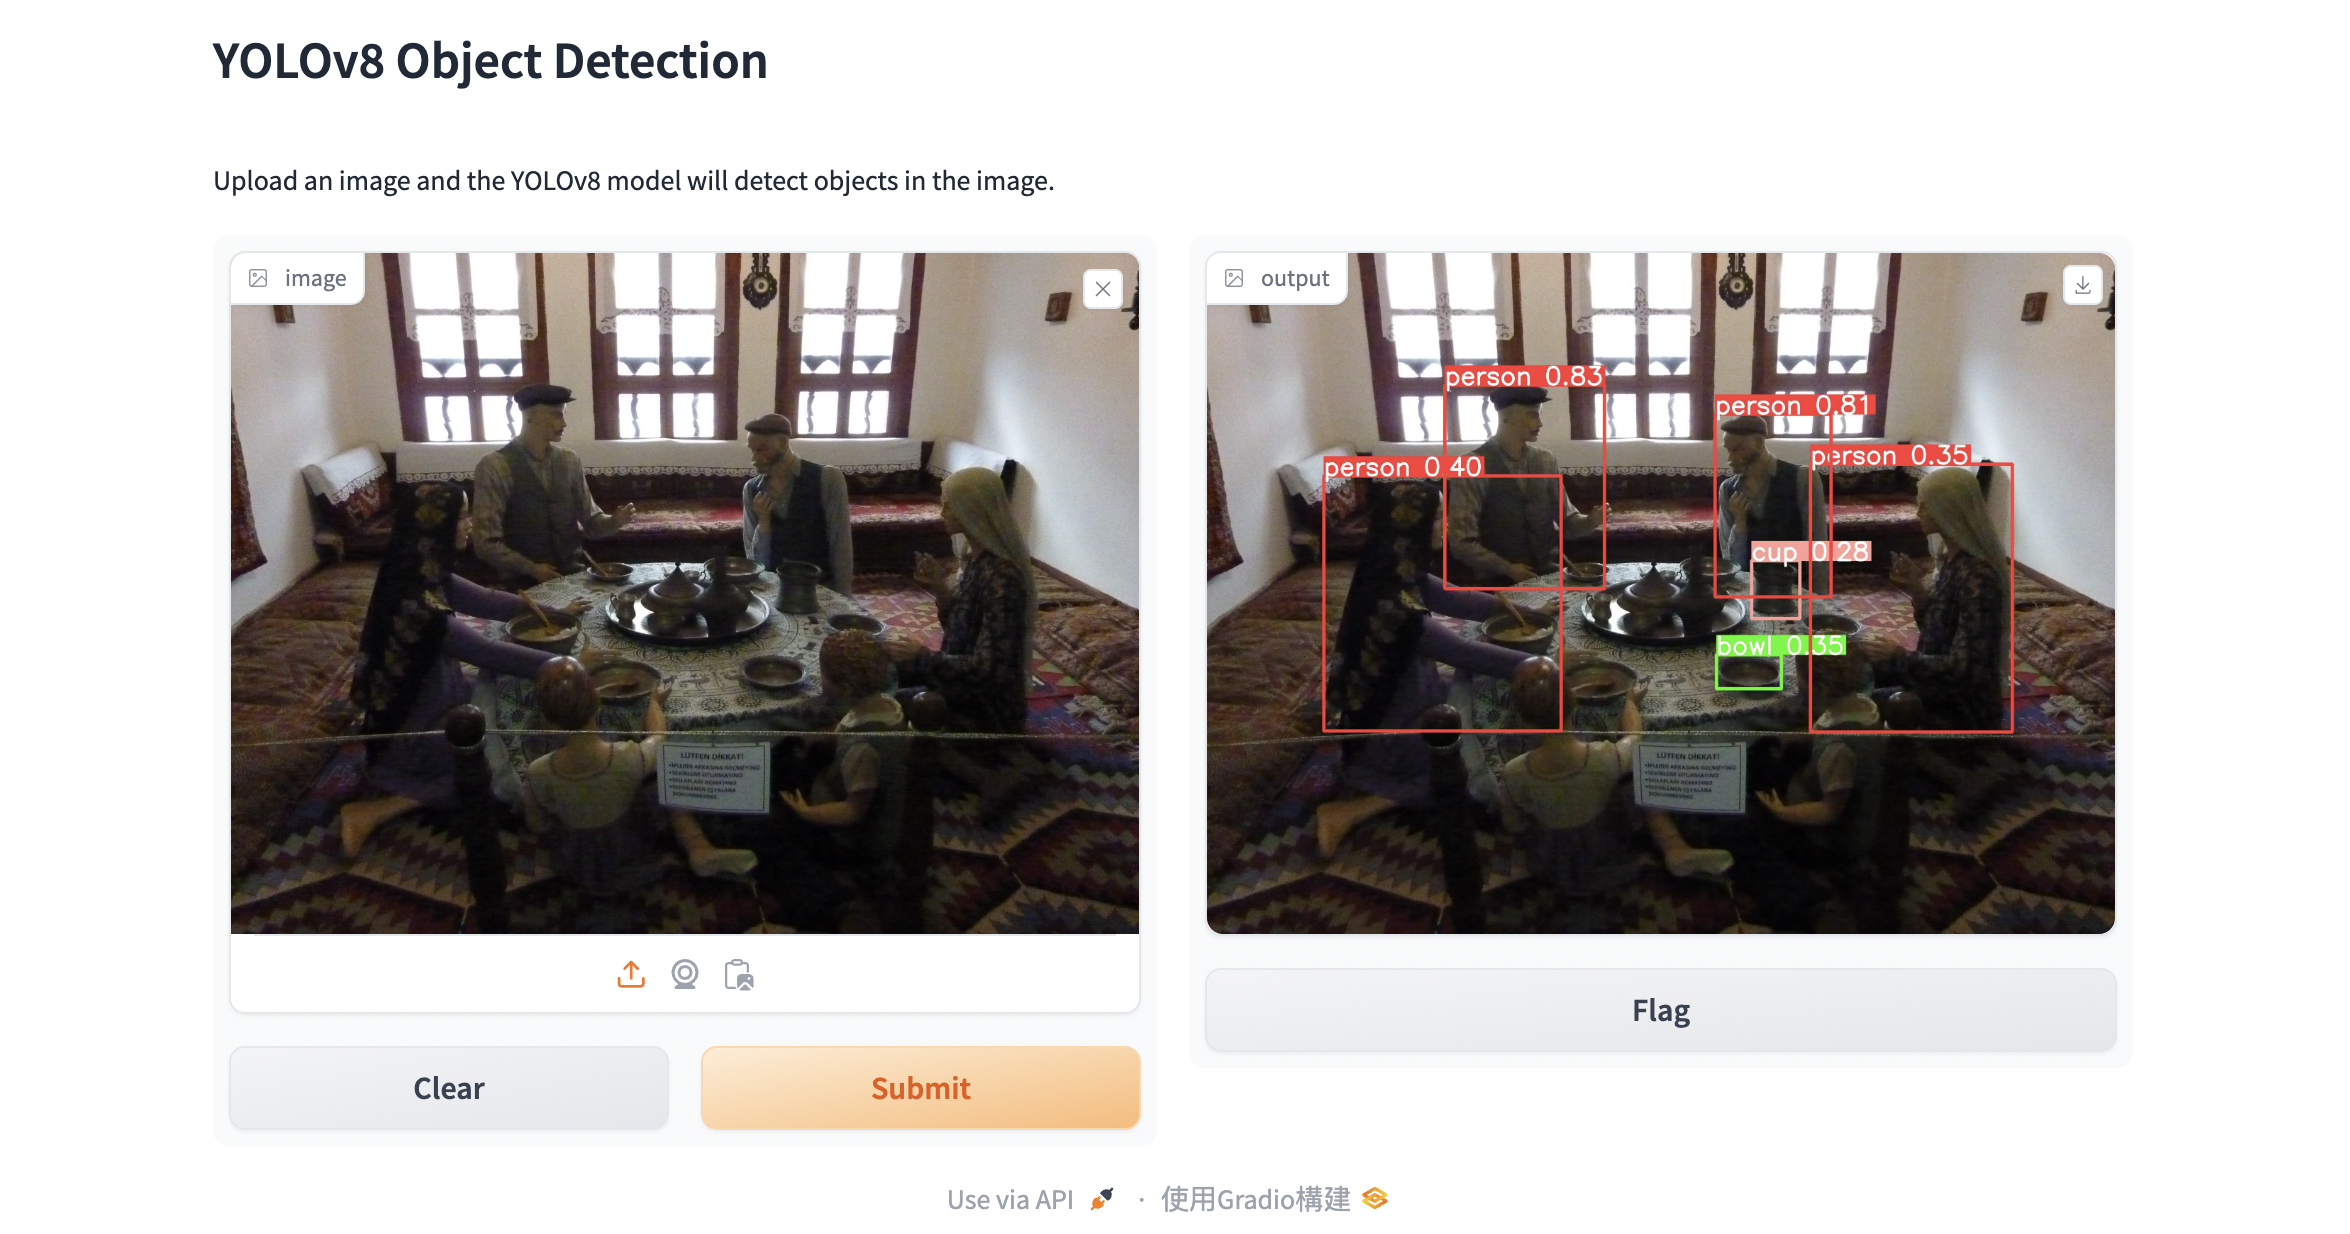 YOLOv8 Object Detection
Upload an image and the YOLOv8 model will detect objects in the image.
image
output
person 0.83
person 0.81
person 0.35
person 0.40
cup 0.28
bowl 0.35
LÜTFEN DİKKAT!
LÜTFEN DİKKAT!
Flag
Clear
Submit
Use via API · 使用Gradio構建